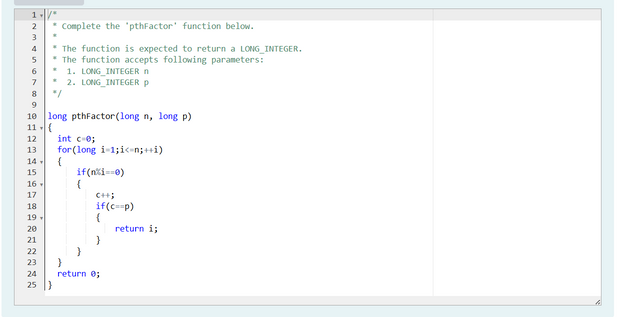 1 /*
2  * Complete the 'pthFactor' function below.
3  *
4  * The function is expected to return a LONG_INTEGER.
5  * The function accepts following parameters:
6  *  1. LONG_INTEGER n
7  *  2. LONG_INTEGER p
8  */
9
10 long pthFactor(long n, long p)
11 {
12   int c=0;
13   for(long i=1;i<=n;++i)
14   {
15       if(n%i==0)
16       {
17           c++;
18           if(c==p)
19           {
20               return i;
21           }
22       }
23   }
24   return 0;
25 }